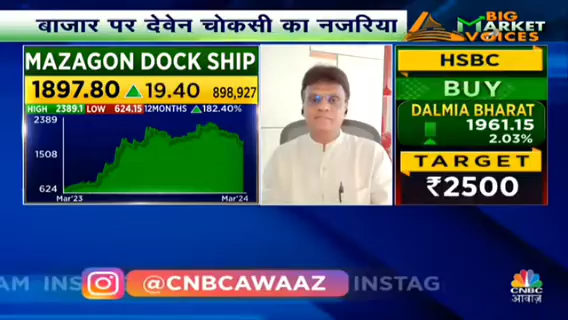 बाजार पर देवेन चोकसी का नजरिया
BIG MARKET VOICES
MAZAGON DOCK SHIP
1897.80 ▲ 19.40 898,927
HIGH 2389.1 LOW 624.15 12MONTHS ▲ 182.40%
2389
1508
624
Mar'23 Mar'24
HSBC
BUY
DALMIA BHARAT
1961.15
2.03%
TARGET
₹2500
AM INS @CNBCAWAAZ INSTAG
CNBC
आवाज़